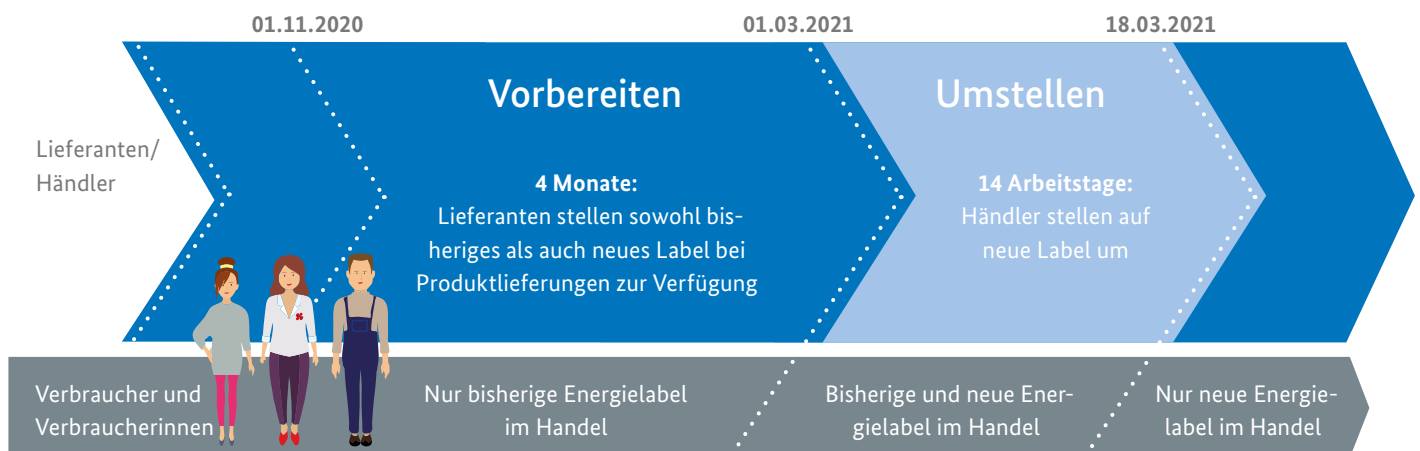 01.11.2020
01.03.2021
18.03.2021
Vorbereiten
Umstellen
Lieferanten/
Händler
4 Monate:
Lieferanten stellen sowohl bis-
heriges als auch neues Label bei
Produktlieferungen zur Verfügung
14 Arbeitstage:
Händler stellen auf
neue Label um
Verbraucher und
Verbraucherinnen
Nur bisherige Energielabel
im Handel
Bisherige und neue Ener-
gielabel im Handel
Nur neue Energie-
label im Handel